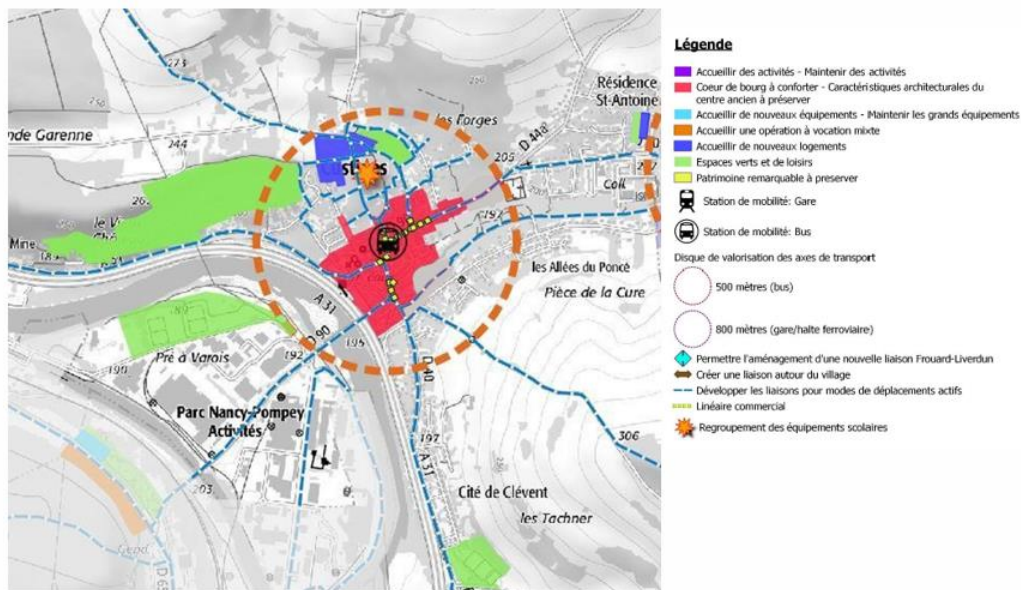 273
nde Garenne
244
les Forges
Résidence
St-Antoine
205
D 44a
Coll
192
Mine
les Allées du Poncé
Pièce de la Cure
A 31
D 90
195
192
Pré à Varois
190
D 40
Parc Nancy-Pompey
Activités
197
A 31
306
203
Cité de Clévent
les Tachner
Légende
Accueillir des activités - Maintenir des activités
Coeur de bourg à conforter - Caractéristiques architecturales du
centre ancien à préserver
Accueillir de nouveaux équipements - Maintenir les grands équipements
Accueillir une opération à vocation mixte
Accueillir de nouveaux logements
Espaces verts et de loisirs
Patrimoine remarquable à preserver
Station de mobilité: Gare
Station de mobilité: Bus
Disque de valorisation des axes de transport
500 mètres (bus)
800 mètres (gare/halte ferroviaire)
Permettre l'aménagement d'une nouvelle liaison Frouard-Liverdun
Créer une liaison autour du village
Développer les liaisons pour modes de déplacements actifs
Linéaire commercial
Regroupement des équipements scolaires